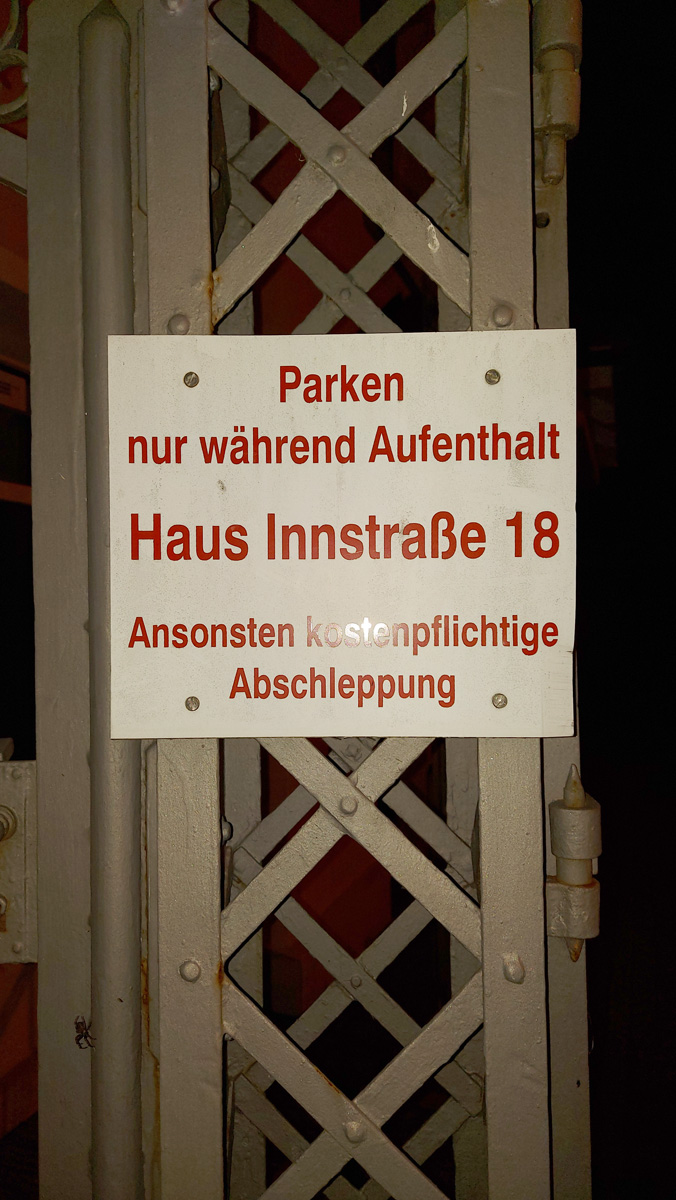 Parken
nur während Aufenthalt
Haus Innstraße 18
Ansonsten kostenpflichtige
Abschleppung